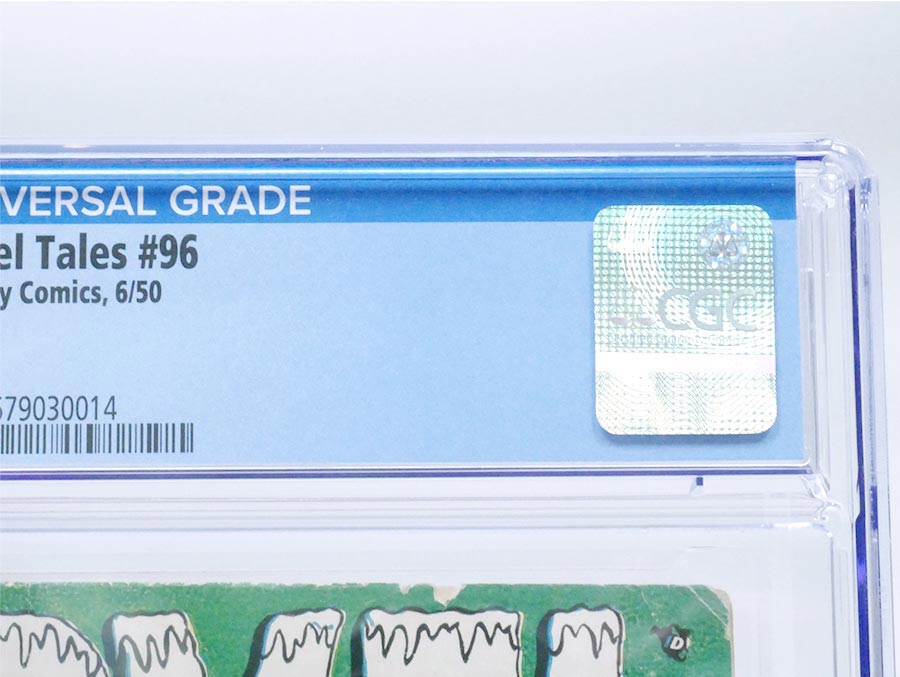 VERSAL GRADE
el Tales #96
y Comics, 6/50
CGC
579030014
D